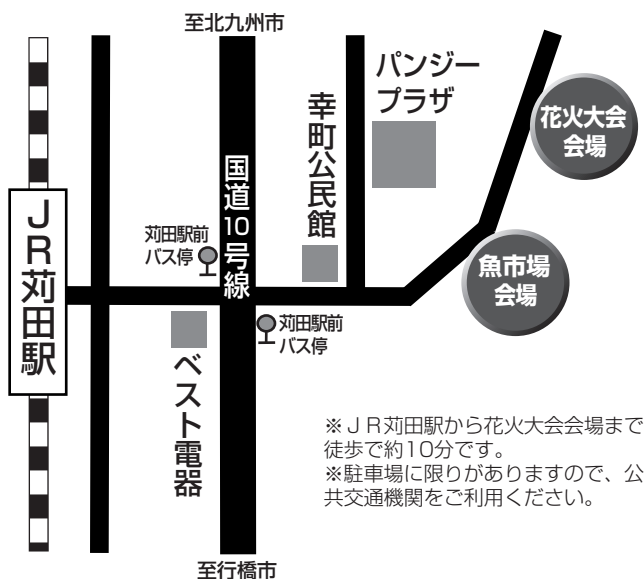 至北九州市
パンジー
プラザ
花火大会
会場
幸町公民館
国道10号線
苅田駅前
バス停
JR苅田駅
魚市場
会場
苅田駅前
バス停
ベスト電器
※JR苅田駅から花火大会会場まで
徒歩で約10分です。
※駐車場に限りがありますので、公
共交通機関をご利用ください。
至行橋市